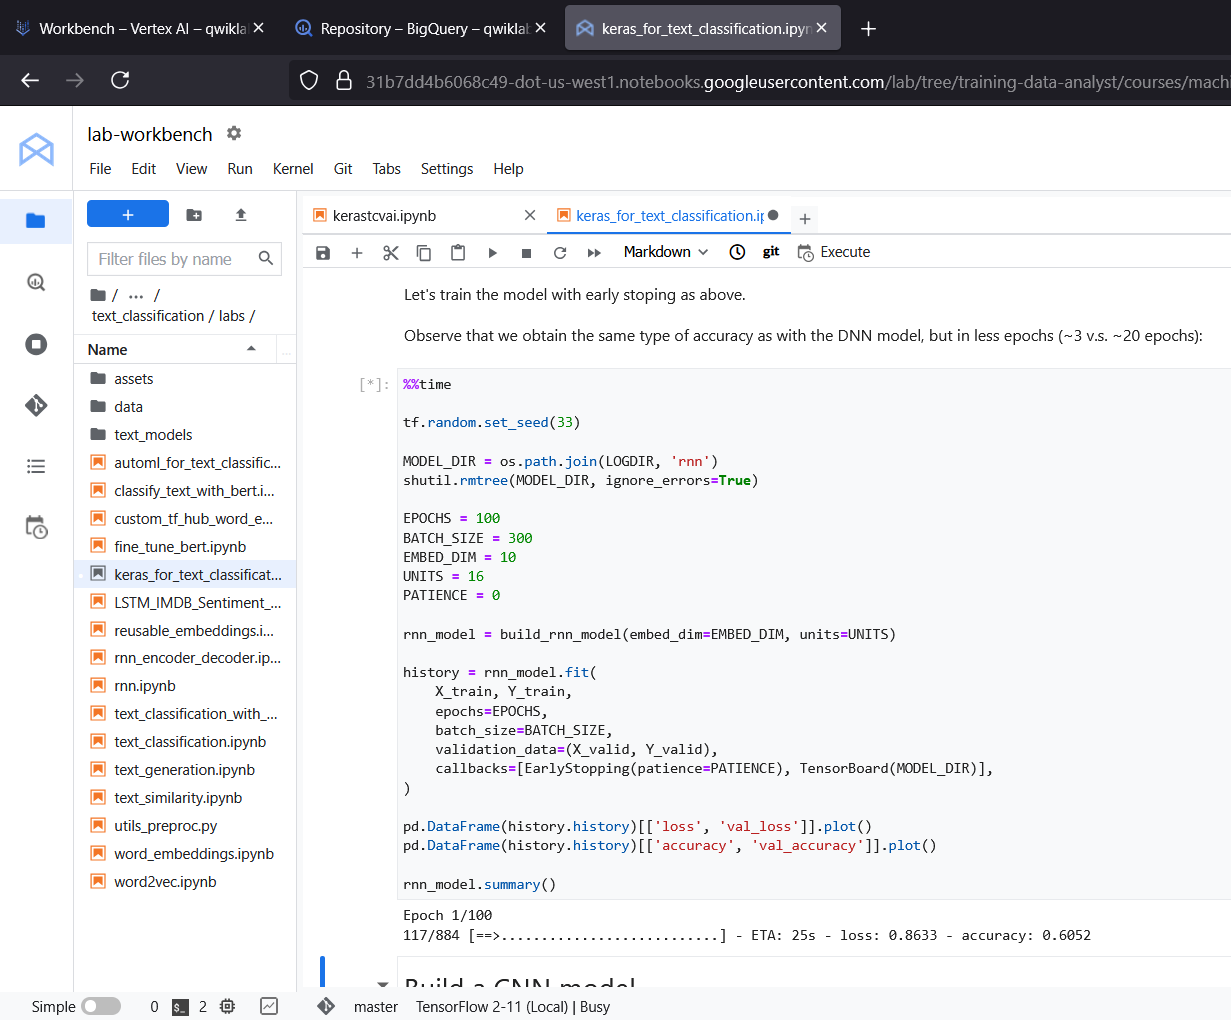 Workbench – Vertex AI – qwikla
Repository – BigQuery – qwiklab
keras_for_text_classification.ipyn
31b7dd4b6068c49-dot-us-west1.notebooks.googleusercontent.com/lab/tree/training-data-analyst/courses/machi
lab-workbench
File Edit View Run Kernel Git Tabs Settings Help
kerastcvai.ipynb
keras_for_text_classification.ip
Filter files by name
Markdown
git
Execute
/ ... /
text_classification / labs /
Name
assets
data
text_models
automl_for_text_classific...
classify_text_with_bert.i...
custom_tf_hub_word_e...
fine_tune_bert.ipynb
keras_for_text_classificat...
LSTM_IMDB_Sentiment_...
reusable_embeddings.i...
rnn_encoder_decoder.ip...
rnn.ipynb
text_classification_with_...
text_classification.ipynb
text_generation.ipynb
text_similarity.ipynb
utils_preproc.py
word_embeddings.ipynb
word2vec.ipynb
Let's train the model with early stoping as above.
Observe that we obtain the same type of accuracy as with the DNN model, but in less epochs (~3 v.s. ~20 epochs):
[*]:
%%time
tf.random.set_seed(33)
MODEL_DIR = os.path.join(LOGDIR, 'rnn')
shutil.rmtree(MODEL_DIR, ignore_errors=True)
EPOCHS = 100
BATCH_SIZE = 300
EMBED_DIM = 10
UNITS = 16
PATIENCE = 0
rnn_model = build_rnn_model(embed_dim=EMBED_DIM, units=UNITS)
history = rnn_model.fit(
    X_train, Y_train,
    epochs=EPOCHS,
    batch_size=BATCH_SIZE,
    validation_data=(X_valid, Y_valid),
    callbacks=[EarlyStopping(patience=PATIENCE), TensorBoard(MODEL_DIR)],
)
pd.DataFrame(history.history)[['loss', 'val_loss']].plot()
pd.DataFrame(history.history)[['accuracy', 'val_accuracy']].plot()
rnn_model.summary()
Epoch 1/100
117/884 [==>...........................] - ETA: 25s - loss: 0.8633 - accuracy: 0.6052
Build a CNN model
Simple
0
2
master
TensorFlow 2-11 (Local) | Busy